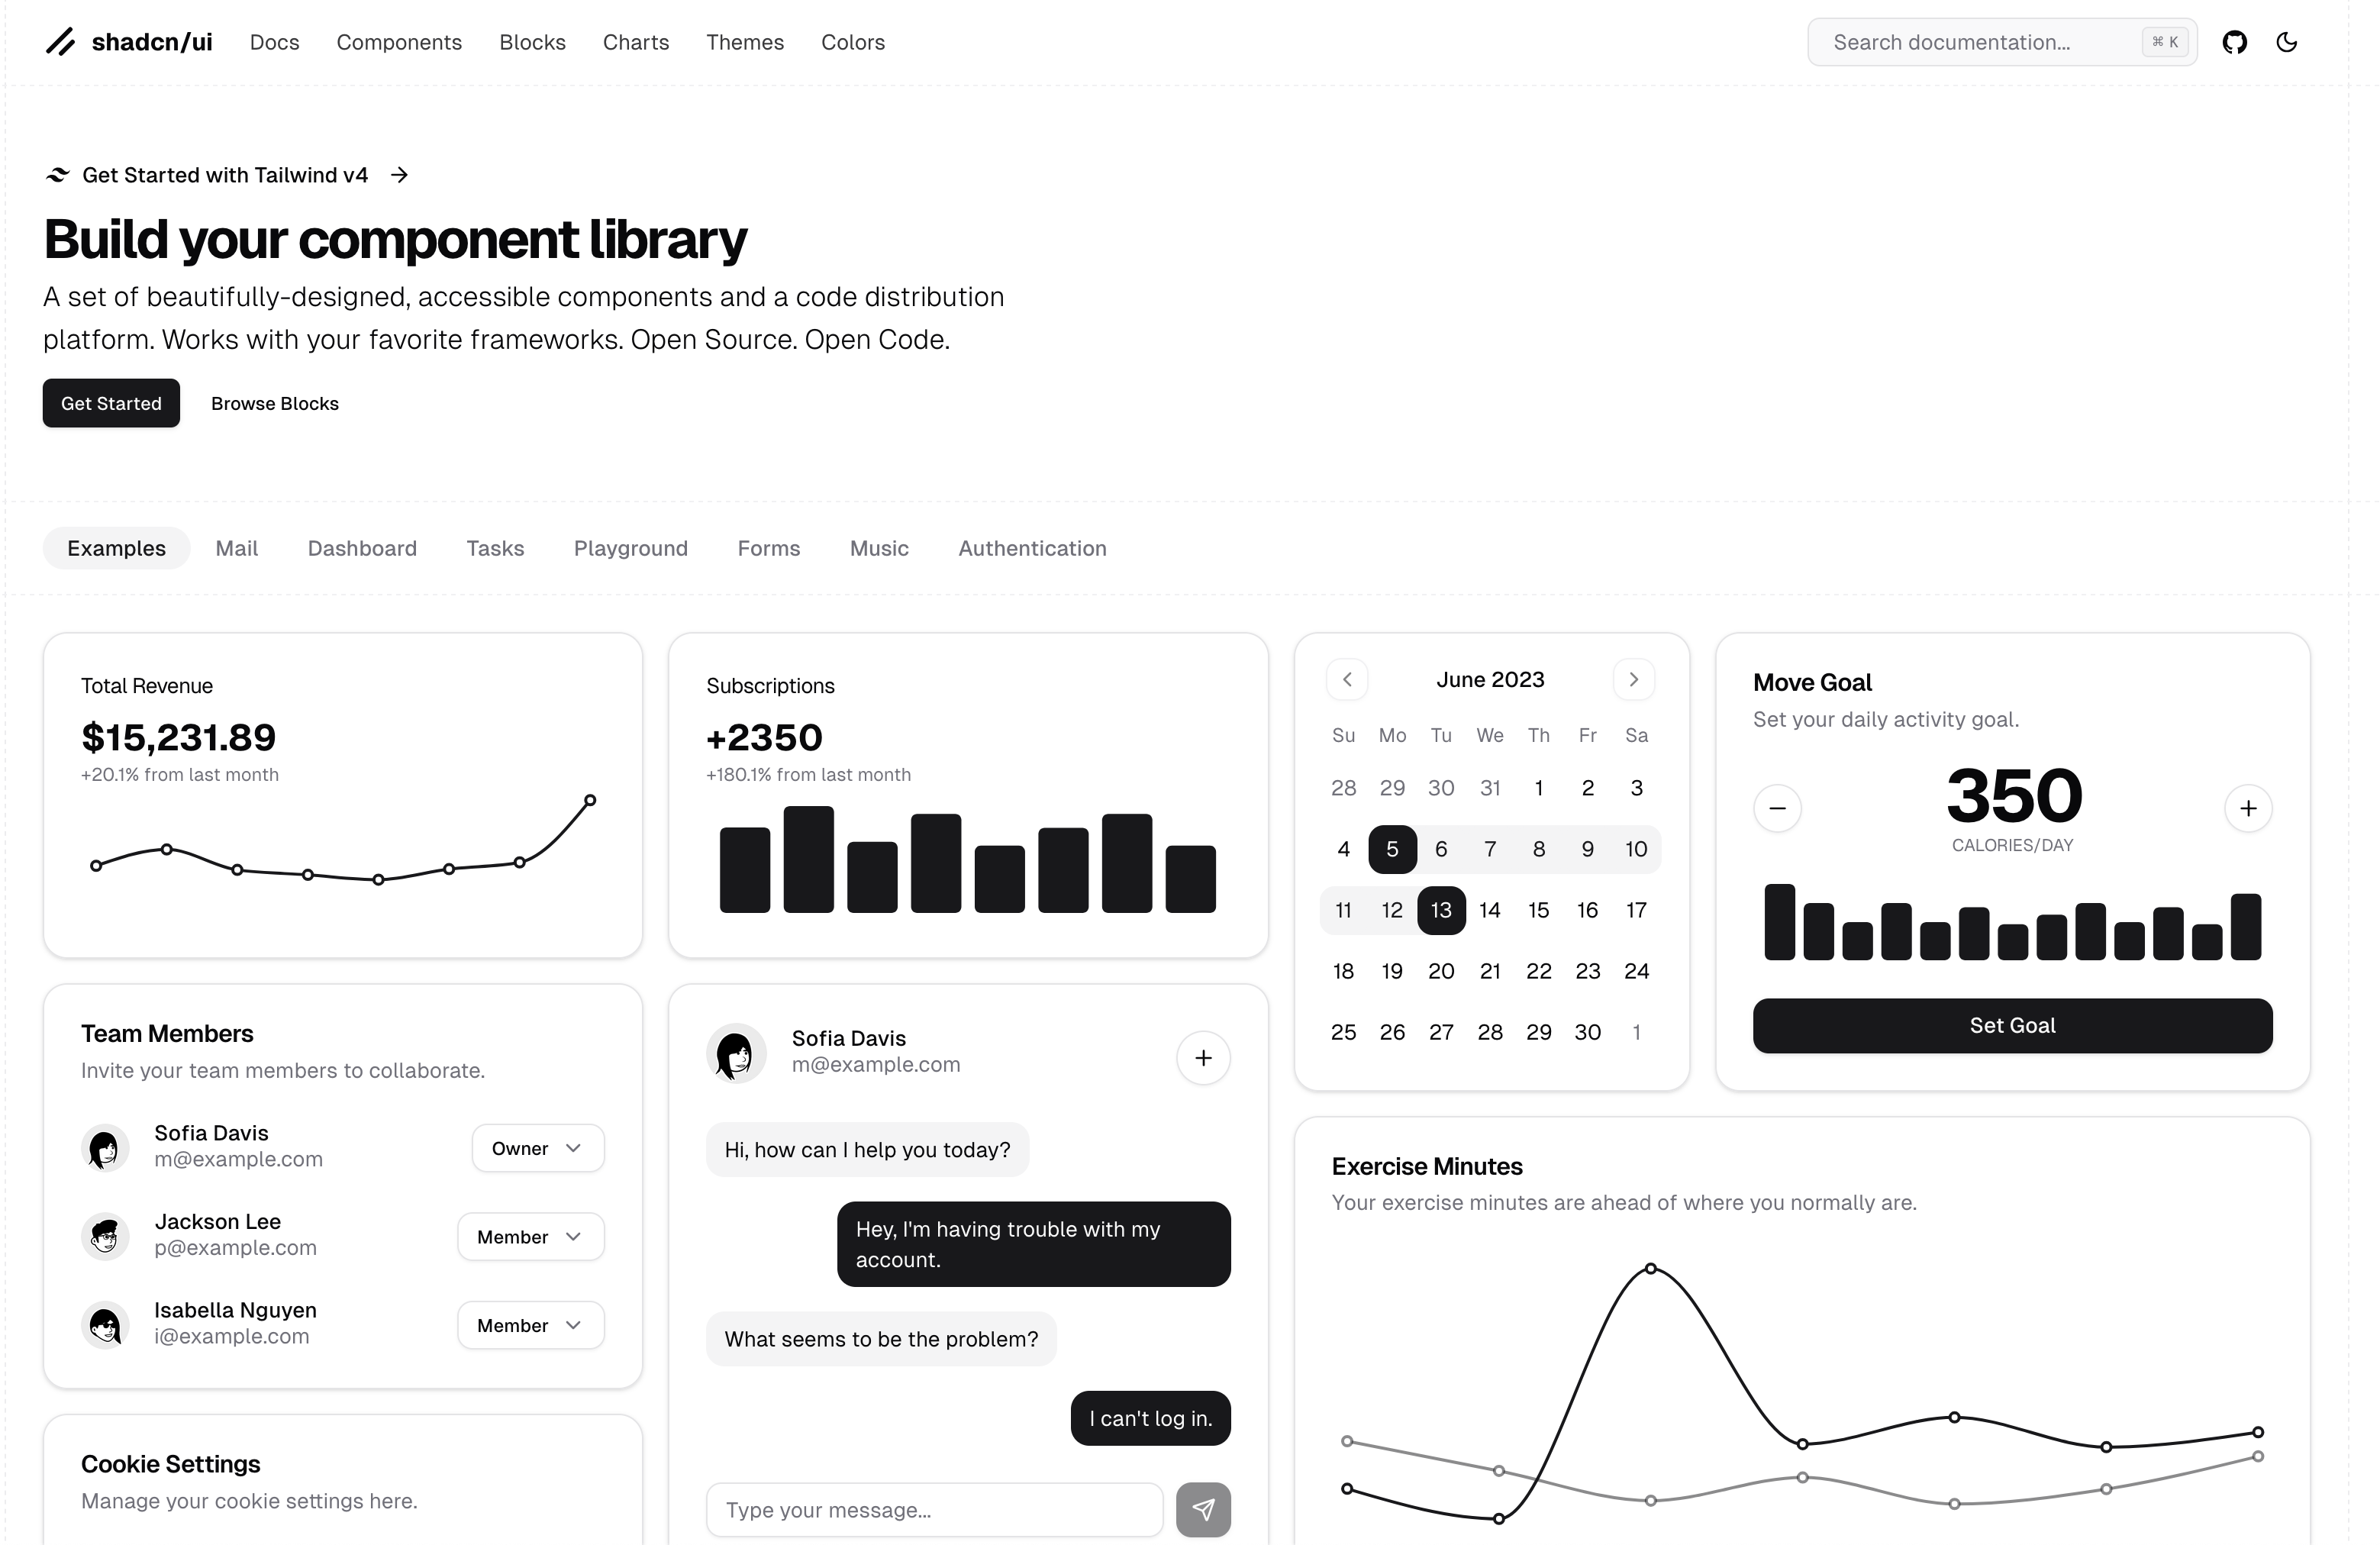 shadcn/ui Docs Components Blocks Charts Themes Colors Search documentation... ⌘ K
Get Started with Tailwind v4
Build your component library
A set of beautifully-designed, accessible components and a code distribution
platform. Works with your favorite frameworks. Open Source. Open Code.
Get Started Browse Blocks
Examples Mail Dashboard Tasks Playground Forms Music Authentication
Total Revenue
$15,231.89
+20.1% from last month
Subscriptions
+2350
+180.1% from last month
June 2023
Su Mo Tu We Th Fr Sa
28 29 30 31 1 2 3
4 5 6 7 8 9 10
11 12 13 14 15 16 17
18 19 20 21 22 23 24
25 26 27 28 29 30 1
Move Goal
Set your daily activity goal.
350
CALORIES/DAY
Set Goal
Team Members
Invite your team members to collaborate.
Sofia Davis
m@example.com
Owner
Jackson Lee
p@example.com
Member
Isabella Nguyen
i@example.com
Member
Sofia Davis
m@example.com
Hi, how can I help you today?
Hey, I'm having trouble with my
account.
What seems to be the problem?
I can't log in.
Type your message...
Exercise Minutes
Your exercise minutes are ahead of where you normally are.
Cookie Settings
Manage your cookie settings here.